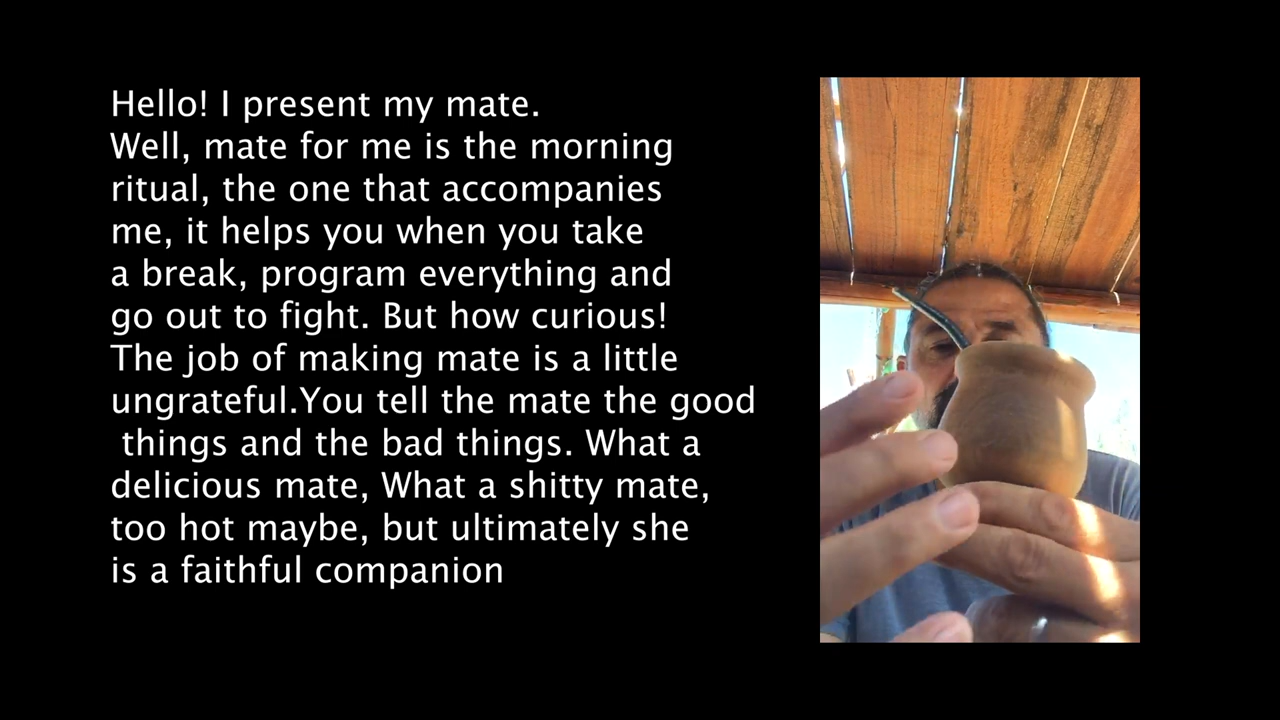 Hello! I present my mate.
Well, mate for me is the morning
ritual, the one that accompanies
me, it helps you when you take
a break, program everything and
go out to fight. But how curious!
The job of making mate is a little
ungrateful.You tell the mate the good
things and the bad things. What a
delicious mate, What a shitty mate,
too hot maybe, but ultimately she
is a faithful companion